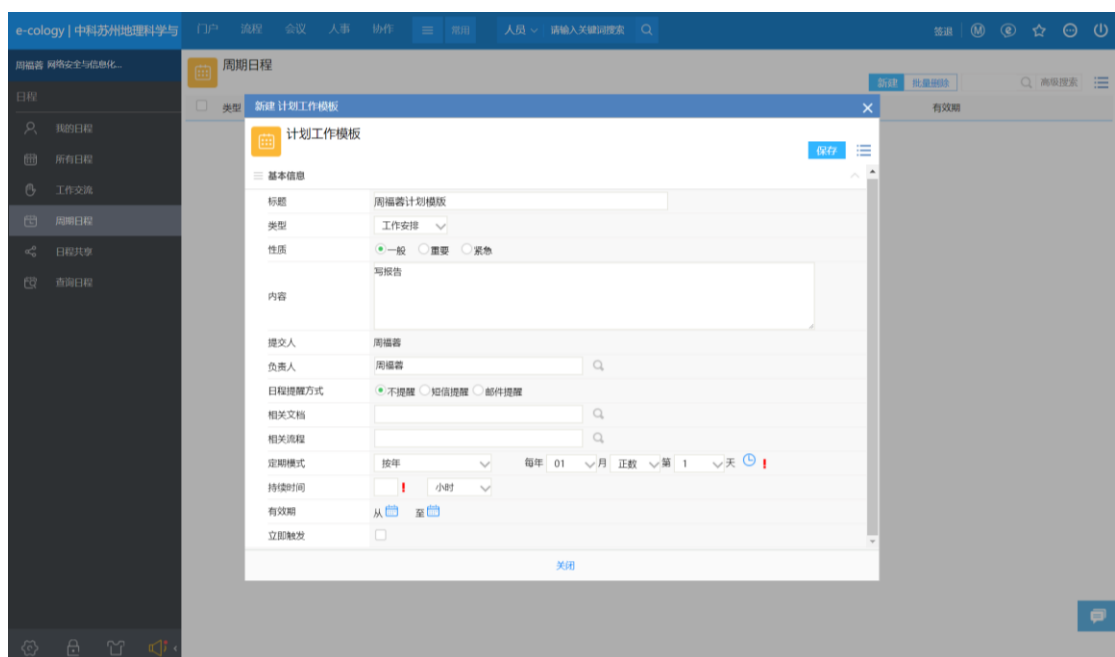 e-cology | 中科苏州地理科学与 门户 流程 会议 人事 协作 常用 人员 请输入关键词搜索 签退
周福蓉 网络安全与信息化... 周期日程
新建 批量删除 高级搜索
日程
类型 有效期
新建 计划工作模板
我的日程
计划工作模板
保存
所有日程
基本信息
工作交流
标题 周福蓉计划模版
周期日程
类型 工作安排
日程共享
性质 一般 重要 紧急
查询日程
内容 写报告
提交人 周福蓉
负责人 周福蓉
日程提醒方式 不提醒 短信提醒 邮件提醒
相关文档
相关流程
定期模式 按年 每年 01 月 正数 第 1 天 !
持续时间 ! 小时
有效期 从 至
立即触发
关闭